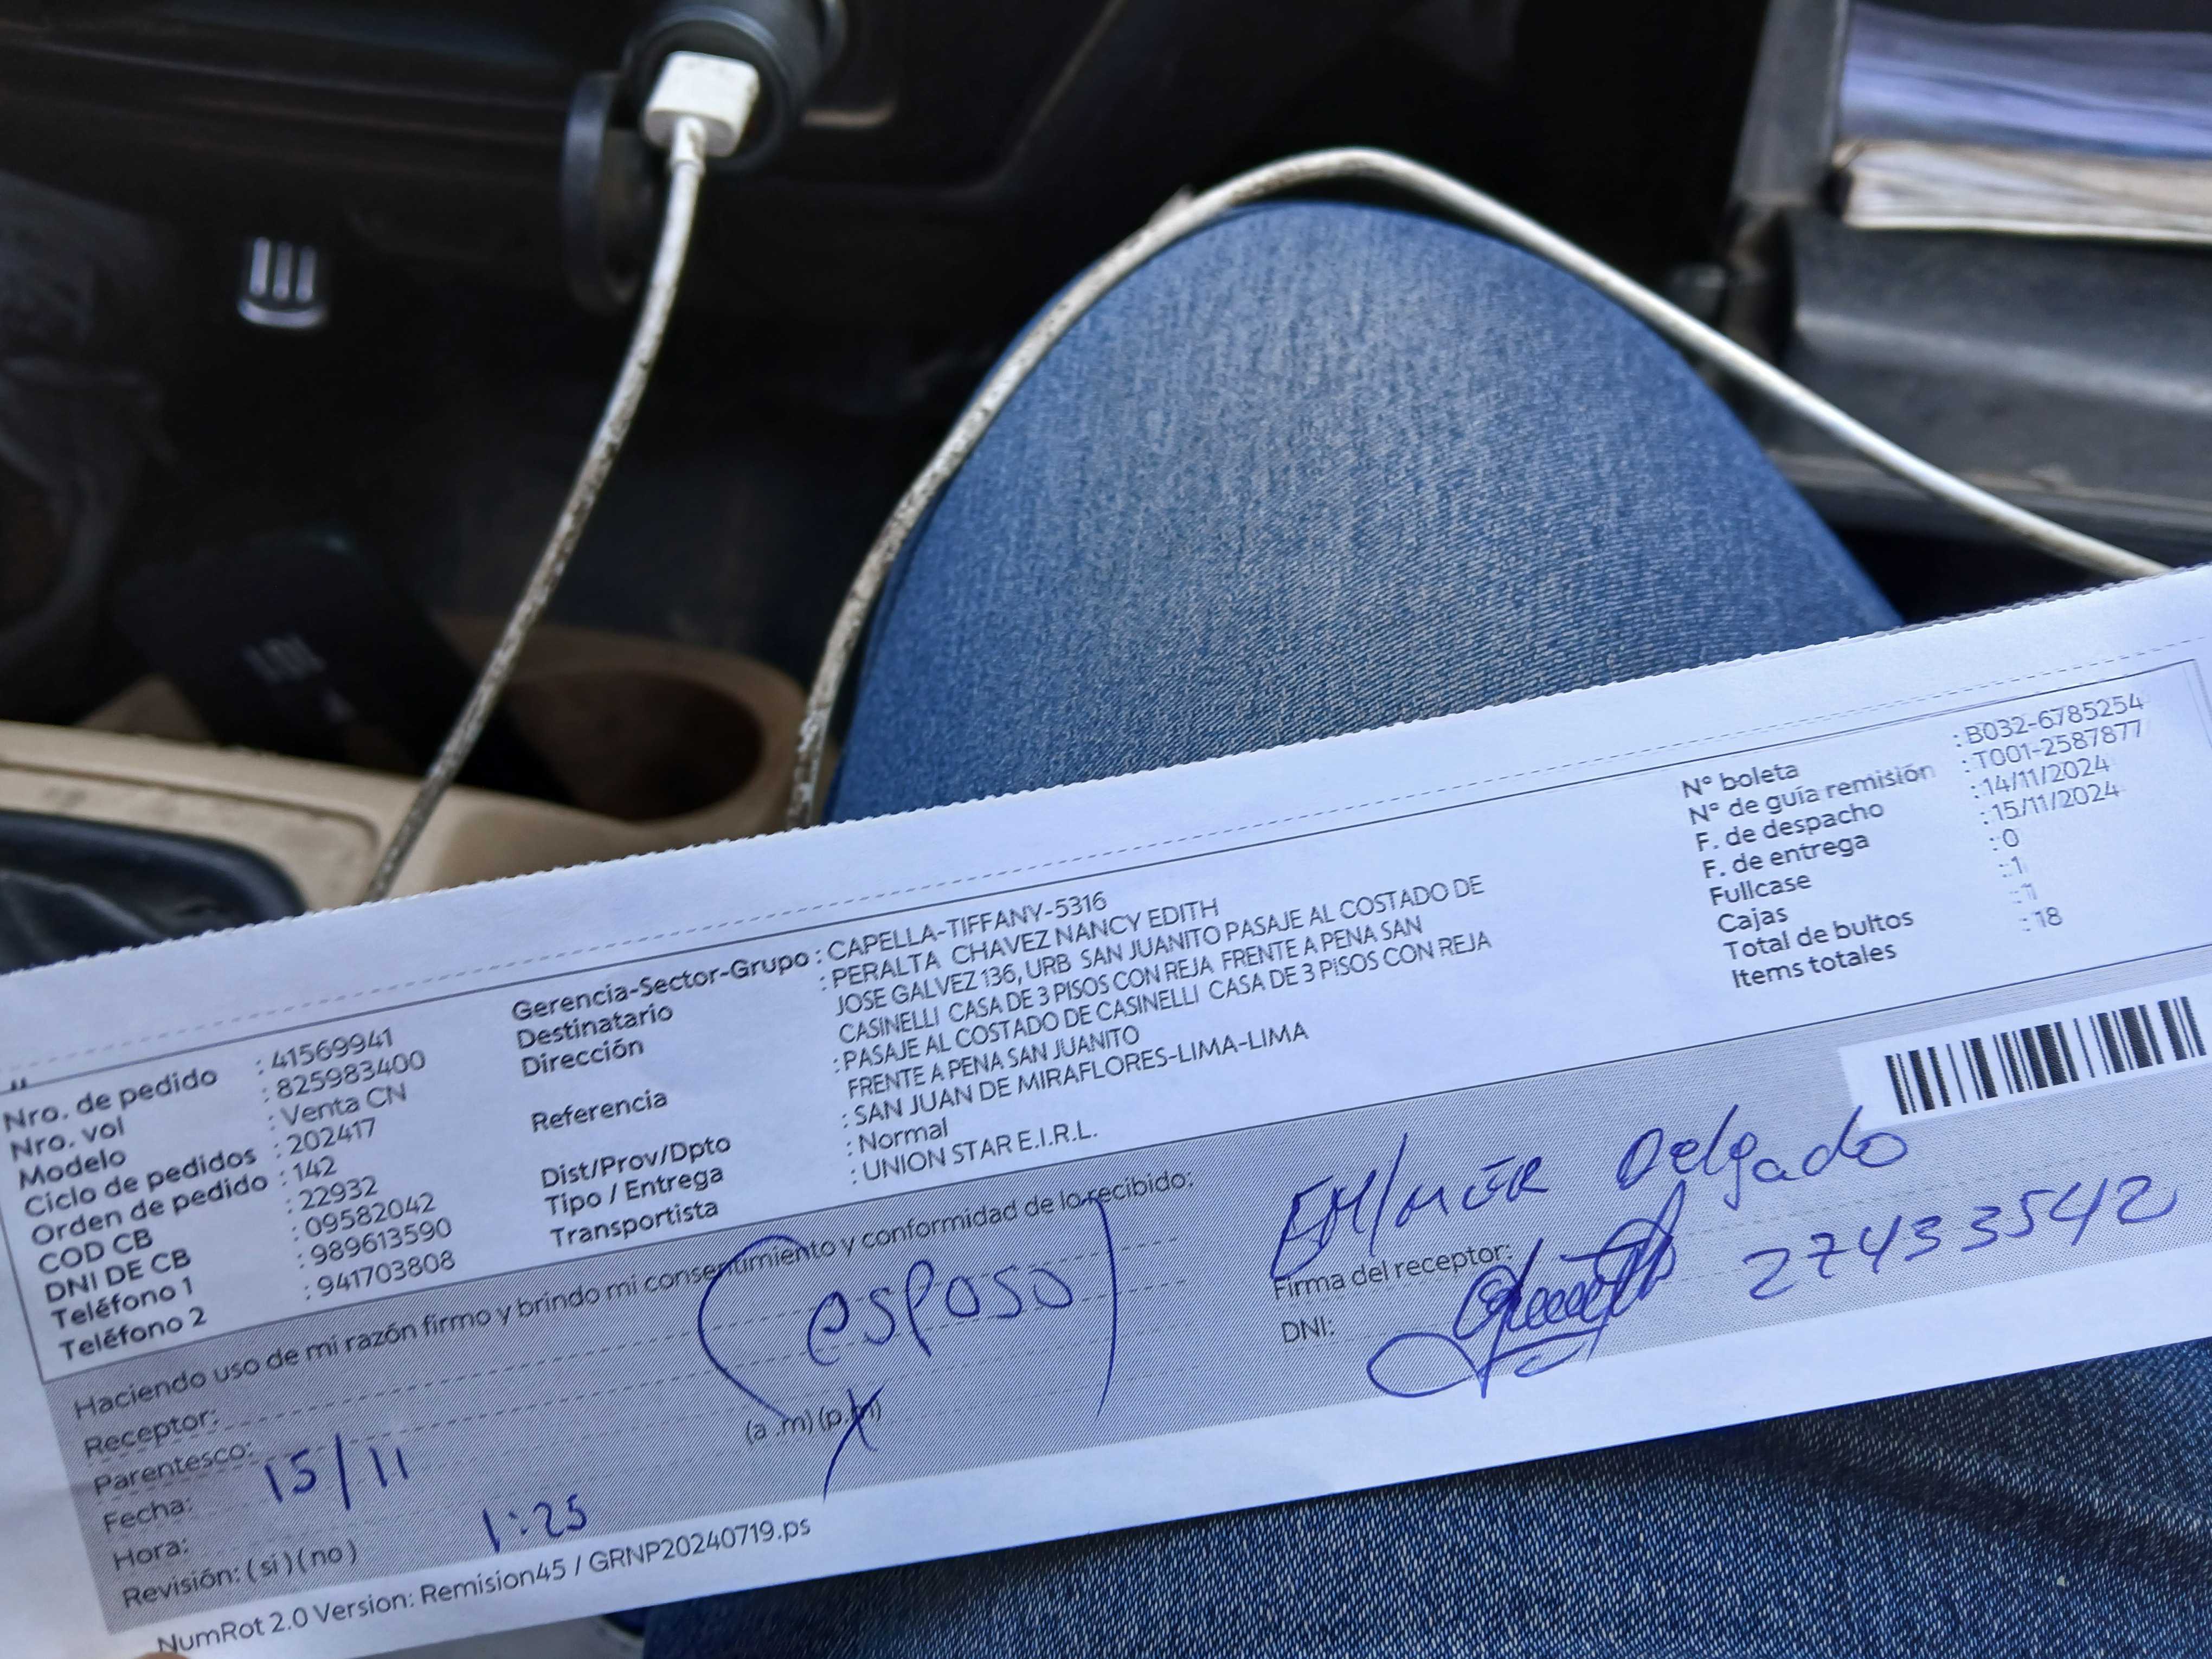 Nro. de pedido : 41569941
Nro. vol : 825983400
Modelo : Venta CN
Ciclo de pedidos : 202417
Orden de pedido : 142
COD CB : 22932
DNI DE CB : 09582042
Teléfono 1 : 989613590
Teléfono 2 : 941703808
Gerencia-Sector-Grupo : CAPELLA-TIFFANY-5316
Destinatario : PERALTA CHAVEZ NANCY EDITH
Dirección JOSE GALVEZ 136, URB SAN JUANITO PASAJE AL COSTADO DE
CASINELLI CASA DE 3 PISOS CON REJA FRENTE A PENA SAN
Referencia : PASAJE AL COSTADO DE CASINELLI CASA DE 3 PISOS CON REJA
FRENTE A PENA SAN JUANITO
Dist/Prov/Dpto : SAN JUAN DE MIRAFLORES-LIMA-LIMA
Tipo / Entrega : Normal
Transportista : UNION STAR E.I.R.L.
N° boleta : B032-6785254
N° de guía remisión : T001-2587877
F. de despacho : 14/11/2024
F. de entrega : 15/11/2024
Fullcase : 0
Cajas : 1
Total de bultos : 1
Items totales : 18
Haciendo uso de mi razón firmo y brindo mi consentimiento y conformidad de lo recibido:
Receptor:
Parentesco: (esposo)
Fecha: 15/11
Hora: 1:25 (a.m) (p.m)
Revisión: (si) (no)
Delgado
Firma del receptor:
DNI: 27433542
NumRot 2.0 Version: Remision45 / GRNP20240719.ps